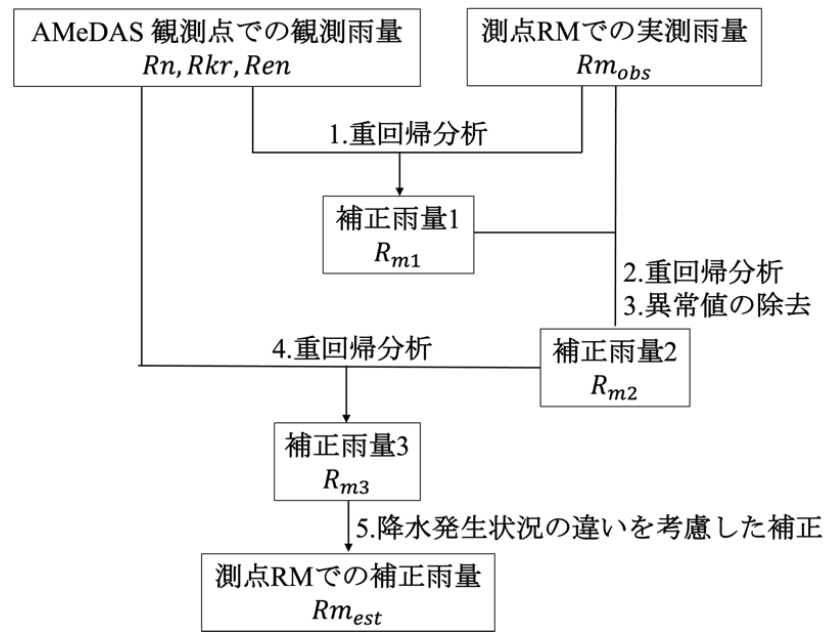 AMeDAS 観測点での観測雨量
Rn, Rkr, Ren
測点RMでの実測雨量
Rm_obs
1.重回帰分析
補正雨量1
R_m1
2.重回帰分析
3.異常値の除去
補正雨量2
R_m2
4.重回帰分析
補正雨量3
R_m3
5.降水発生状況の違いを考慮した補正
測点RMでの補正雨量
Rm_est